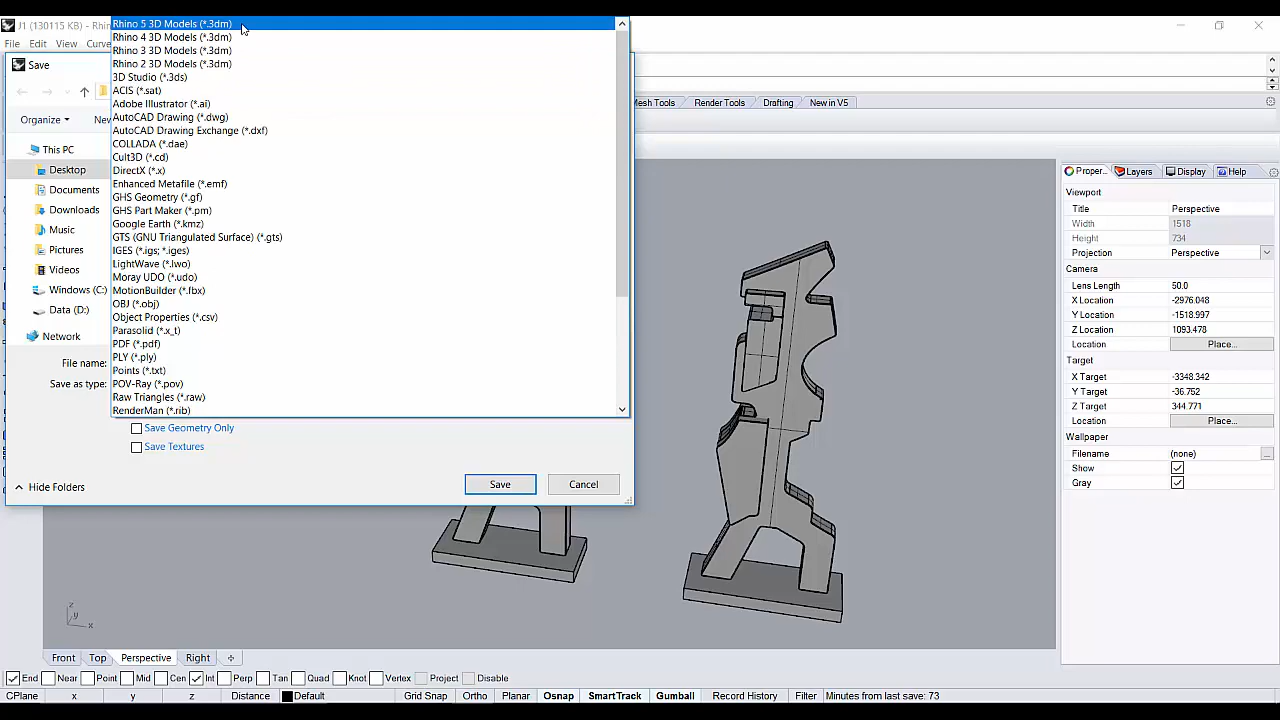 J1 (130115 KB) - Rhin
File Edit View Curv
Save
Organize New
This PC
Desktop
Documents
Downloads
Music
Pictures
Videos
Windows (C:)
Data (D:)
Network
File name:
Save as type:
Rhino 5 3D Models (*.3dm)
Rhino 4 3D Models (*.3dm)
Rhino 3 3D Models (*.3dm)
Rhino 2 3D Models (*.3dm)
3D Studio (*.3ds)
ACIS (*.sat)
Adobe Illustrator (*.ai)
AutoCAD Drawing (*.dwg)
AutoCAD Drawing Exchange (*.dxf)
COLLADA (*.dae)
Cult3D (*.cd)
DirectX (*.x)
Enhanced Metafile (*.emf)
GHS Geometry (*.gf)
GHS Part Maker (*.pm)
Google Earth (*.kmz)
GTS (GNU Triangulated Surface) (*.gts)
IGES (*.igs; *.iges)
LightWave (*.lwo)
Moray UDO (*.udo)
MotionBuilder (*.fbx)
OBJ (*.obj)
Object Properties (*.csv)
Parasolid (*.x_t)
PDF (*.pdf)
PLY (*.ply)
Points (*.txt)
POV-Ray (*.pov)
Raw Triangles (*.raw)
RenderMan (*.rib)
Save Geometry Only
Save Textures
Hide Folders
Save Cancel
Mesh Tools Render Tools Drafting New in V5
Proper... Layers Display Help
Viewport
Title Perspective
Width 1518
Height 734
Projection Perspective
Camera
Lens Length 50.0
X Location -2976.048
Y Location -1518.997
Z Location 1093.478
Location Place...
Target
X Target -3348.342
Y Target -36.752
Z Target 344.771
Location Place...
Wallpaper
Filename (none) ...
Show
Gray
z
y
x
Front Top Perspective Right
End Near Point Mid Cen Int Perp Tan Quad Knot Vertex Project Disable
CPlane x y z Distance Default Grid Snap Ortho Planar Osnap SmartTrack Gumball Record History Filter Minutes from last save: 73